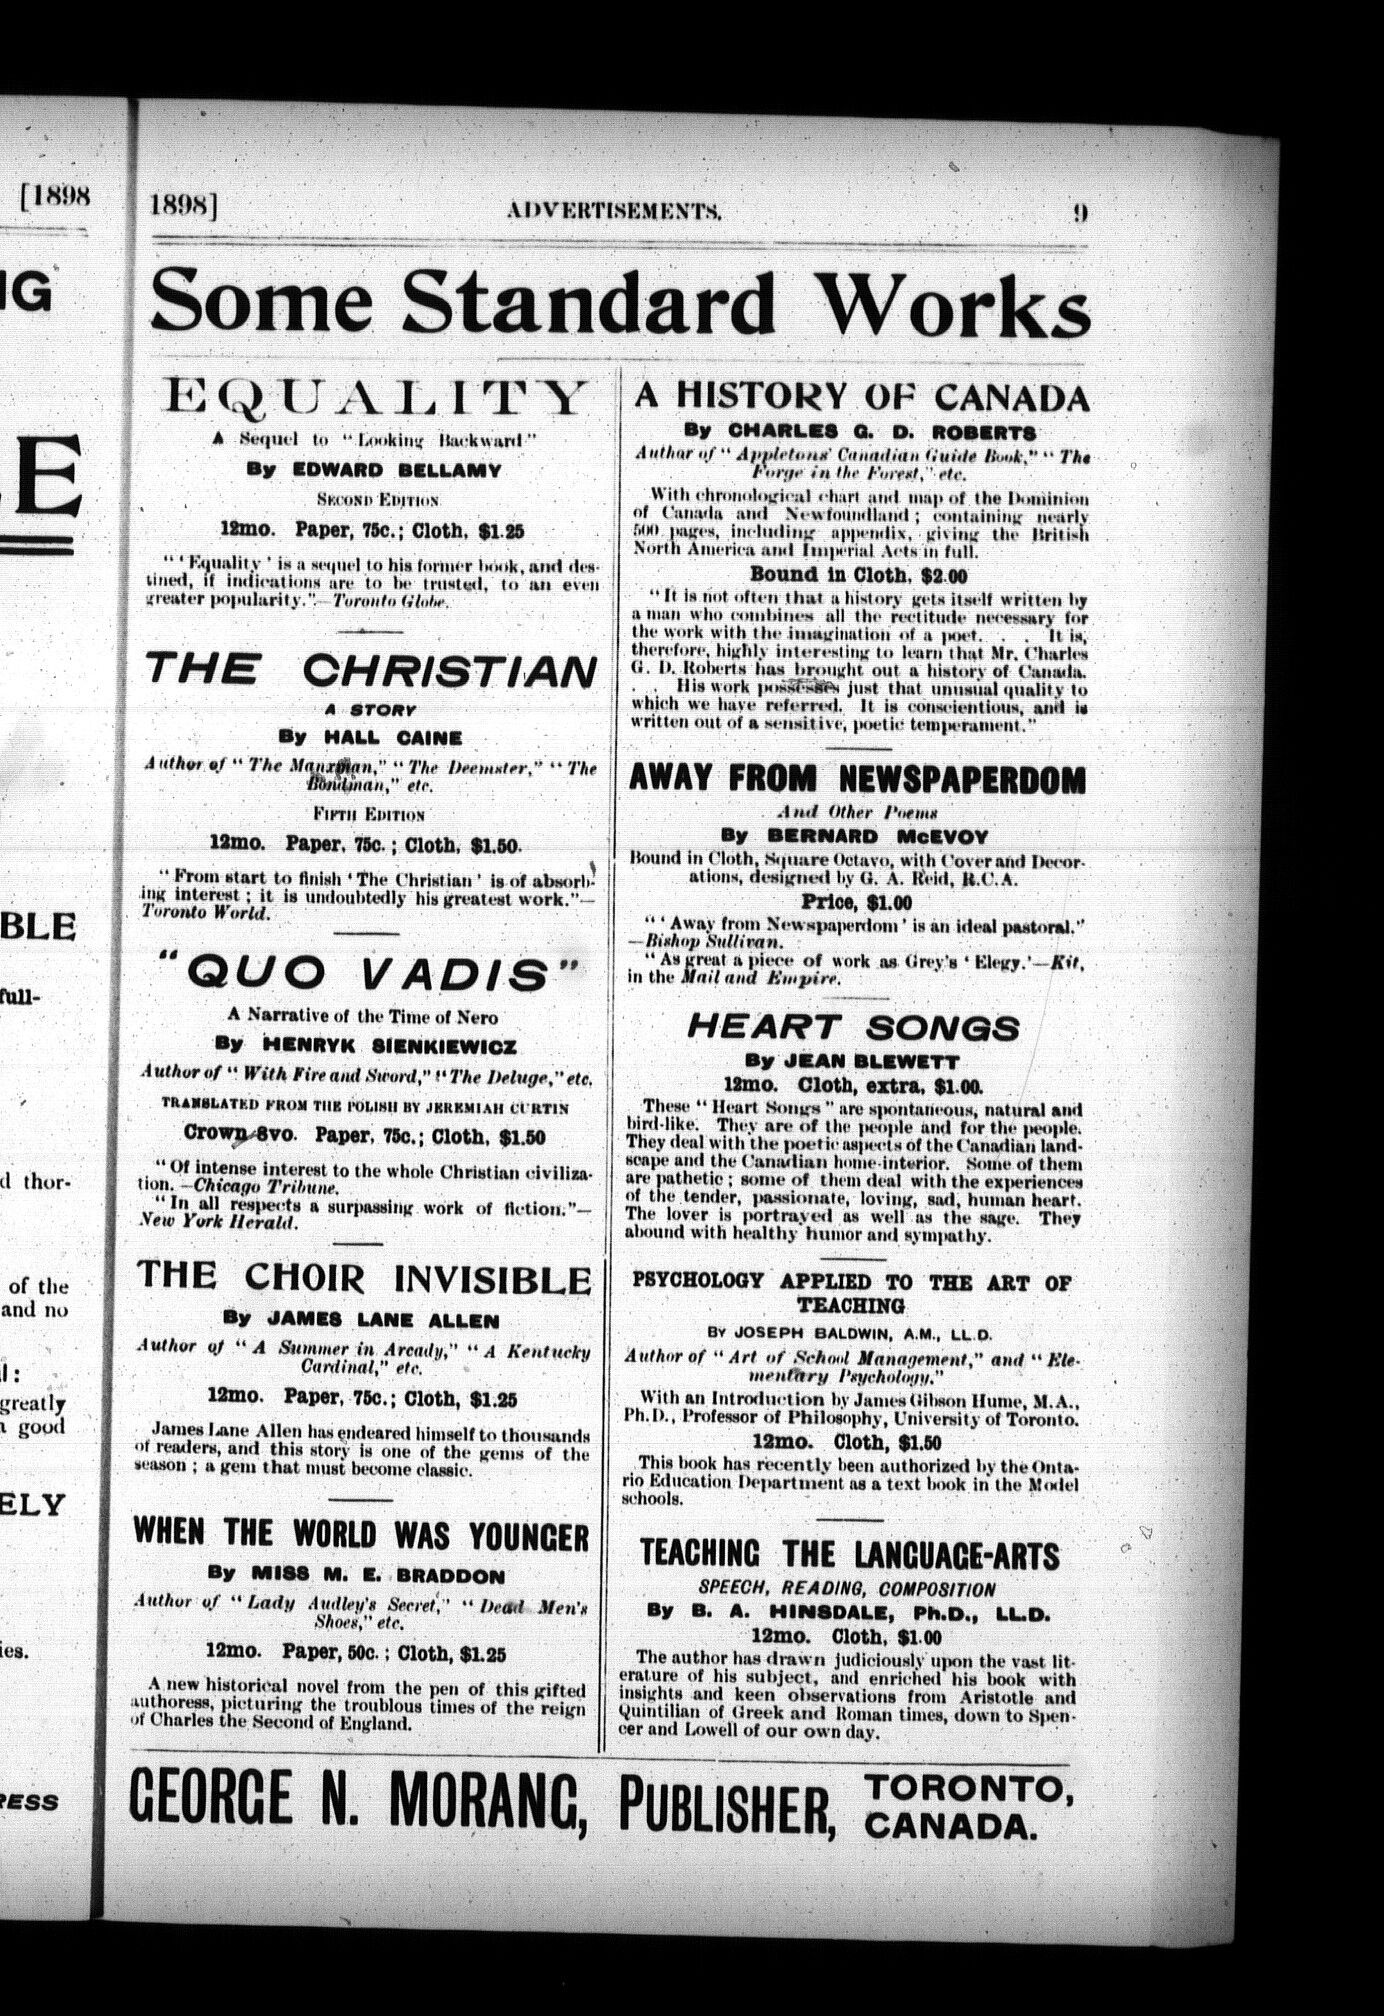 [1898
IG
E
BLE
full-
d thor-
of the
and no
l:
greatly
a good
ELY
ies.
RESS
1898]
ADVERTISEMENTS.
9
Some Standard Works
EQUALITY
A Sequel to "Looking Backward"
By EDWARD BELLAMY
SECOND EDITION
12mo. Paper, 75c.; Cloth, $1.25
"'Equality' is a sequel to his former book, and des-
tined, if indications are to be trusted, to an even
greater popularity."—Toronto Globe.
THE CHRISTIAN
A STORY
By HALL CAINE
Author of "The Manxman," "The Deemster," "The
Bondman," etc.
FIFTH EDITION
12mo. Paper, 75c.; Cloth, $1.50.
"From start to finish 'The Christian' is of absorb-
ing interest; it is undoubtedly his greatest work."—
Toronto World.
"QUO VADIS"
A Narrative of the Time of Nero
By HENRYK SIENKIEWICZ
Author of "With Fire and Sword," "The Deluge," etc.
TRANSLATED FROM THE POLISH BY JEREMIAH CURTIN
Crown 8vo. Paper, 75c.; Cloth, $1.50
"Of intense interest to the whole Christian civiliza-
tion.—Chicago Tribune.
"In all respects a surpassing work of fiction."—
New York Herald.
THE CHOIR INVISIBLE
By JAMES LANE ALLEN
Author of "A Summer in Arcady," "A Kentucky
Cardinal," etc.
12mo. Paper, 75c.; Cloth, $1.25
James Lane Allen has endeared himself to thousands
of readers, and this story is one of the gems of the
season; a gem that must become classic.
WHEN THE WORLD WAS YOUNGER
By MISS M. E. BRADDON
Author of "Lady Audley's Secret," "Dead Men's
Shoes," etc.
12mo. Paper, 50c.; Cloth, $1.25
A new historical novel from the pen of this gifted
authoress, picturing the troublous times of the reign
of Charles the Second of England.
A HISTORY OF CANADA
By CHARLES G. D. ROBERTS
Author of "Appletons' Canadian Guide Book," "The
Forge in the Forest," etc.
With chronological chart and map of the Dominion
of Canada and Newfoundland; containing nearly
500 pages, including appendix, giving the British
North America and Imperial Acts in full.
Bound in Cloth, $2.00
"It is not often that a history gets itself written by
a man who combines all the rectitude necessary for
the work with the imagination of a poet. . . It is,
therefore, highly interesting to learn that Mr. Charles
G. D. Roberts has brought out a history of Canada.
. . His work possesses just that unusual quality to
which we have referred. It is conscientious, and is
written out of a sensitive, poetic temperament."
AWAY FROM NEWSPAPERDOM
And Other Poems
By BERNARD McEVOY
Bound in Cloth, Square Octavo, with Cover and Decor-
ations, designed by G. A. Reid, R.C.A.
Price, $1.00
"'Away from Newspaperdom' is an ideal pastoral."
—Bishop Sullivan.
"As great a piece of work as Grey's 'Elegy.'—Kit,
in the Mail and Empire.
HEART SONGS
By JEAN BLEWETT
12mo. Cloth, extra, $1.00.
These "Heart Songs" are spontaneous, natural and
bird-like. They are of the people and for the people.
They deal with the poetic aspects of the Canadian land-
scape and the Canadian home-interior. Some of them
are pathetic; some of them deal with the experiences
of the tender, passionate, loving, sad, human heart.
The lover is portrayed as well as the sage. They
abound with healthy humor and sympathy.
PSYCHOLOGY APPLIED TO THE ART OF
TEACHING
BY JOSEPH BALDWIN, A.M., LL.D.
Author of "Art of School Management," and "Ele-
mentary Psychology."
With an Introduction by James Gibson Hume, M.A.,
Ph.D., Professor of Philosophy, University of Toronto.
12mo. Cloth, $1.50
This book has recently been authorized by the Onta-
rio Education Department as a text book in the Model
schools.
TEACHING THE LANGUAGE-ARTS
SPEECH, READING, COMPOSITION
By B. A. HINSDALE, Ph.D., LL.D.
12mo. Cloth, $1.00
The author has drawn judiciously upon the vast lit-
erature of his subject, and enriched his book with
insights and keen observations from Aristotle and
Quintilian of Greek and Roman times, down to Spen-
cer and Lowell of our own day.
GEORGE N. MORANG, PUBLISHER, TORONTO,
CANADA.